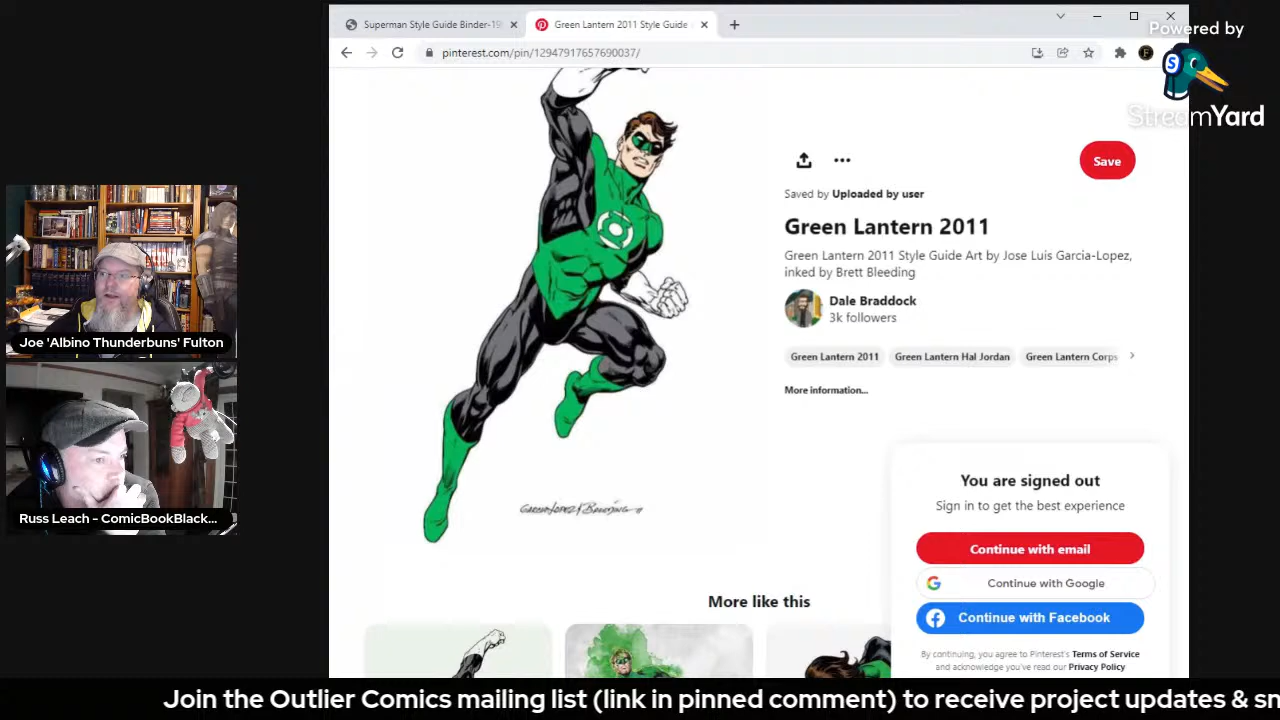 Superman Style Guide Binder-19
Green Lantern 2011 Style Guide
pinterest.com/pin/12947917657690037/
F
Powered by
S
StreamYard
Save
Saved by Uploaded by user
Green Lantern 2011
Green Lantern 2011 Style Guide Art by Jose Luis Garcia-Lopez,
inked by Brett Bleeding
Dale Braddock
3k followers
Green Lantern 2011
Green Lantern Hal Jordan
Green Lantern Corps
More information...
Joe 'Albino Thunderbuns' Fulton
Russ Leach - ComicBookBlack...
You are signed out
Sign in to get the best experience
Continue with email
Continue with Google
Continue with Facebook
By continuing, you agree to Pinterest's Terms of Service
and acknowledge you've read our Privacy Policy
More like this
Join the Outlier Comics mailing list (link in pinned comment) to receive project updates & sn